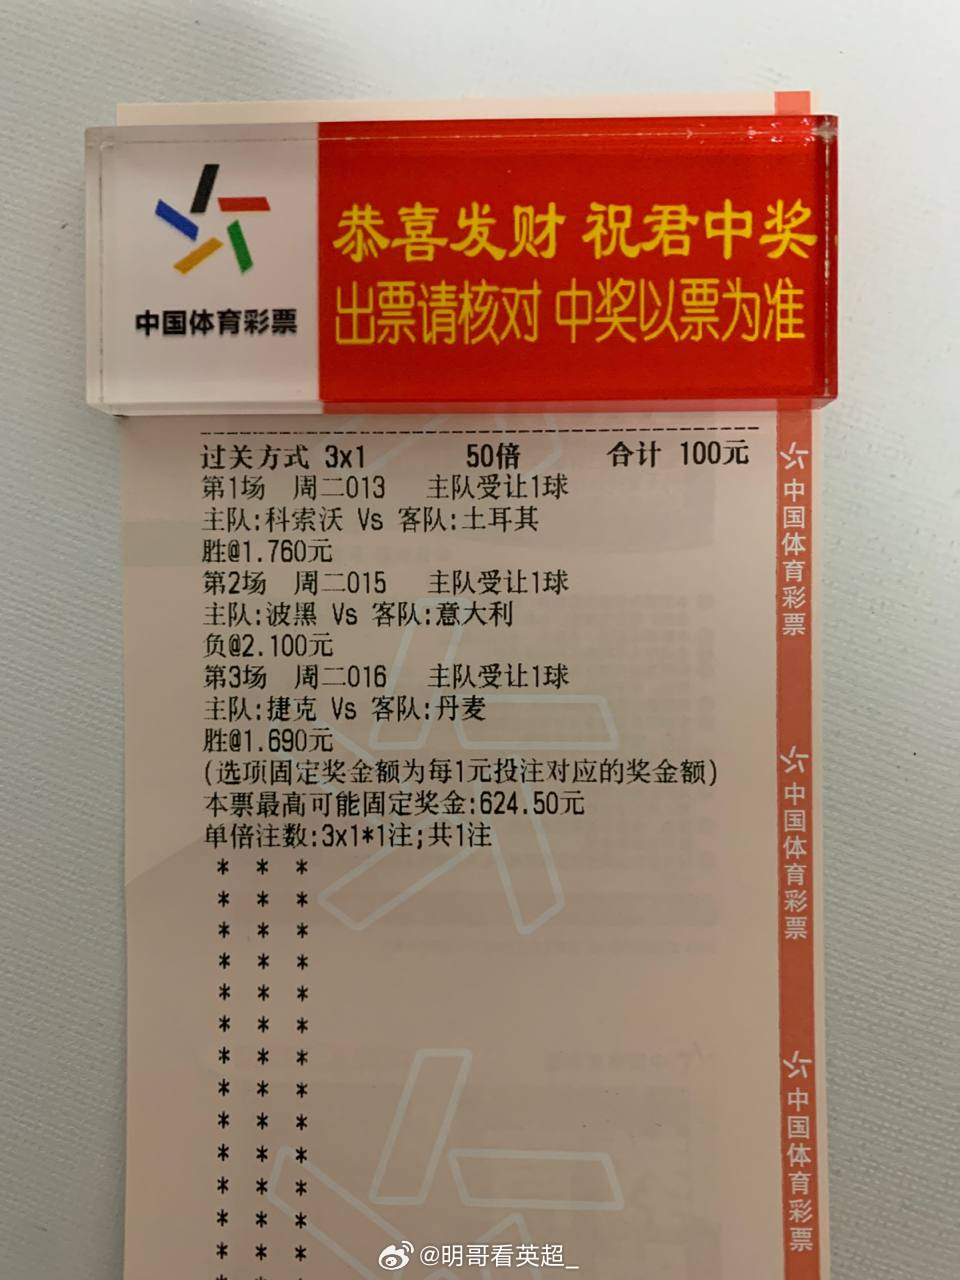 中国体育彩票
恭喜发财 祝君中奖
出票请核对 中奖以票为准
过关方式 3x1 50倍 合计 100元
第1场 周二013 主队受让1球
主队:科索沃 Vs 客队:土耳其
胜@1.760元
第2场 周二015 主队受让1球
主队:波黑 Vs 客队:意大利
负@2.100元
第3场 周二016 主队受让1球
主队:捷克 Vs 客队:丹麦
胜@1.690元
(选项固定奖金额为每1元投注对应的奖金额)
本票最高可能固定奖金:624.50元
单倍注数:3x1*1注;共1注
* * *
* * *
* * *
* * *
* * *
* * *
* * *
* * *
* * *
* * *
* * *
* * *
* * *
* * *
中国体育彩票
中国体育彩票
中国体育彩票
@明哥看英超_